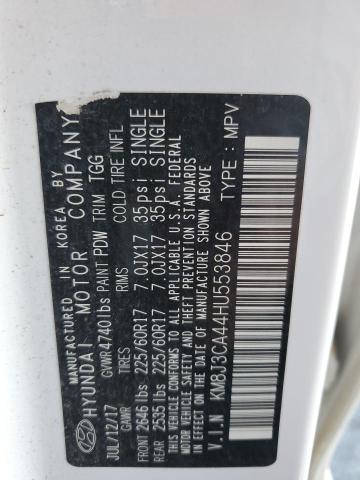 MANUFACTURED IN KOREA BY
HYUNDAI MOTOR COMPANY
JUL/12/17 GVWR4740lbs PAINT PDW TRIM TGG
GAWR TIRES RIMS COLD TIRE INFL
FRONT 2646 lbs 225/60R17 7.0JX17 35psi SINGLE
REAR 2535 lbs 225/60R17 7.0JX17 35psi SINGLE
THIS VEHICLE CONFORMS TO ALL APPLICABLE U.S.A. FEDERAL
MOTOR VEHICLE SAFETY AND THEFT PREVENTION STANDARDS
IN EFFECT ON THE DATE OF MANUFACTURE SHOWN ABOVE
V.I.N : KM8J3CA44HU553846 TYPE : MPV